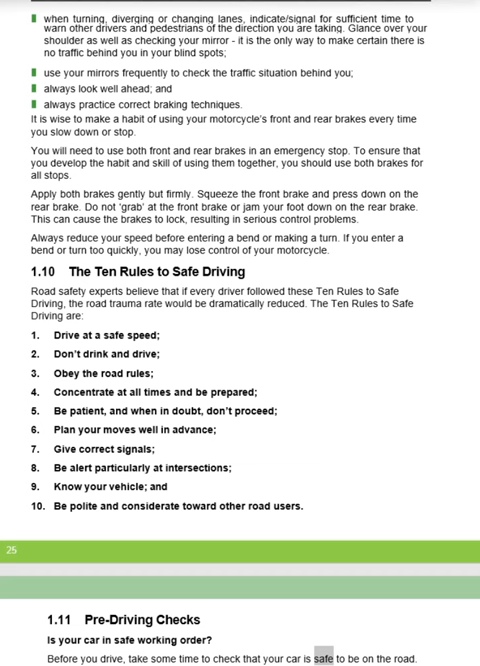 when turning, diverging or changing lanes, indicate/signal for sufficient time to
warn other drivers and pedestrians of the direction you are taking. Glance over your
shoulder as well as checking your mirror - it is the only way to make certain there is
no traffic behind you in your blind spots;
use your mirrors frequently to check the traffic situation behind you;
always look well ahead; and
always practice correct braking techniques.
It is wise to make a habit of using your motorcycle's front and rear brakes every time
you slow down or stop.
You will need to use both front and rear brakes in an emergency stop. To ensure that
you develop the habit and skill of using them together, you should use both brakes for
all stops.
Apply both brakes gently but firmly. Squeeze the front brake and press down on the
rear brake. Do not 'grab' at the front brake or jam your foot down on the rear brake.
This can cause the brakes to lock, resulting in serious control problems.
Always reduce your speed before entering a bend or making a turn. If you enter a
bend or turn too quickly, you may lose control of your motorcycle.
1.10 The Ten Rules to Safe Driving
Road safety experts believe that if every driver followed these Ten Rules to Safe
Driving, the road trauma rate would be dramatically reduced. The Ten Rules to Safe
Driving are:
1. Drive at a safe speed;
2. Don't drink and drive;
3. Obey the road rules;
4. Concentrate at all times and be prepared;
5. Be patient, and when in doubt, don't proceed;
6. Plan your moves well in advance;
7. Give correct signals;
8. Be alert particularly at intersections;
9. Know your vehicle; and
10. Be polite and considerate toward other road users.
25
1.11 Pre-Driving Checks
Is your car in safe working order?
Before you drive, take some time to check that your car is safe to be on the road.